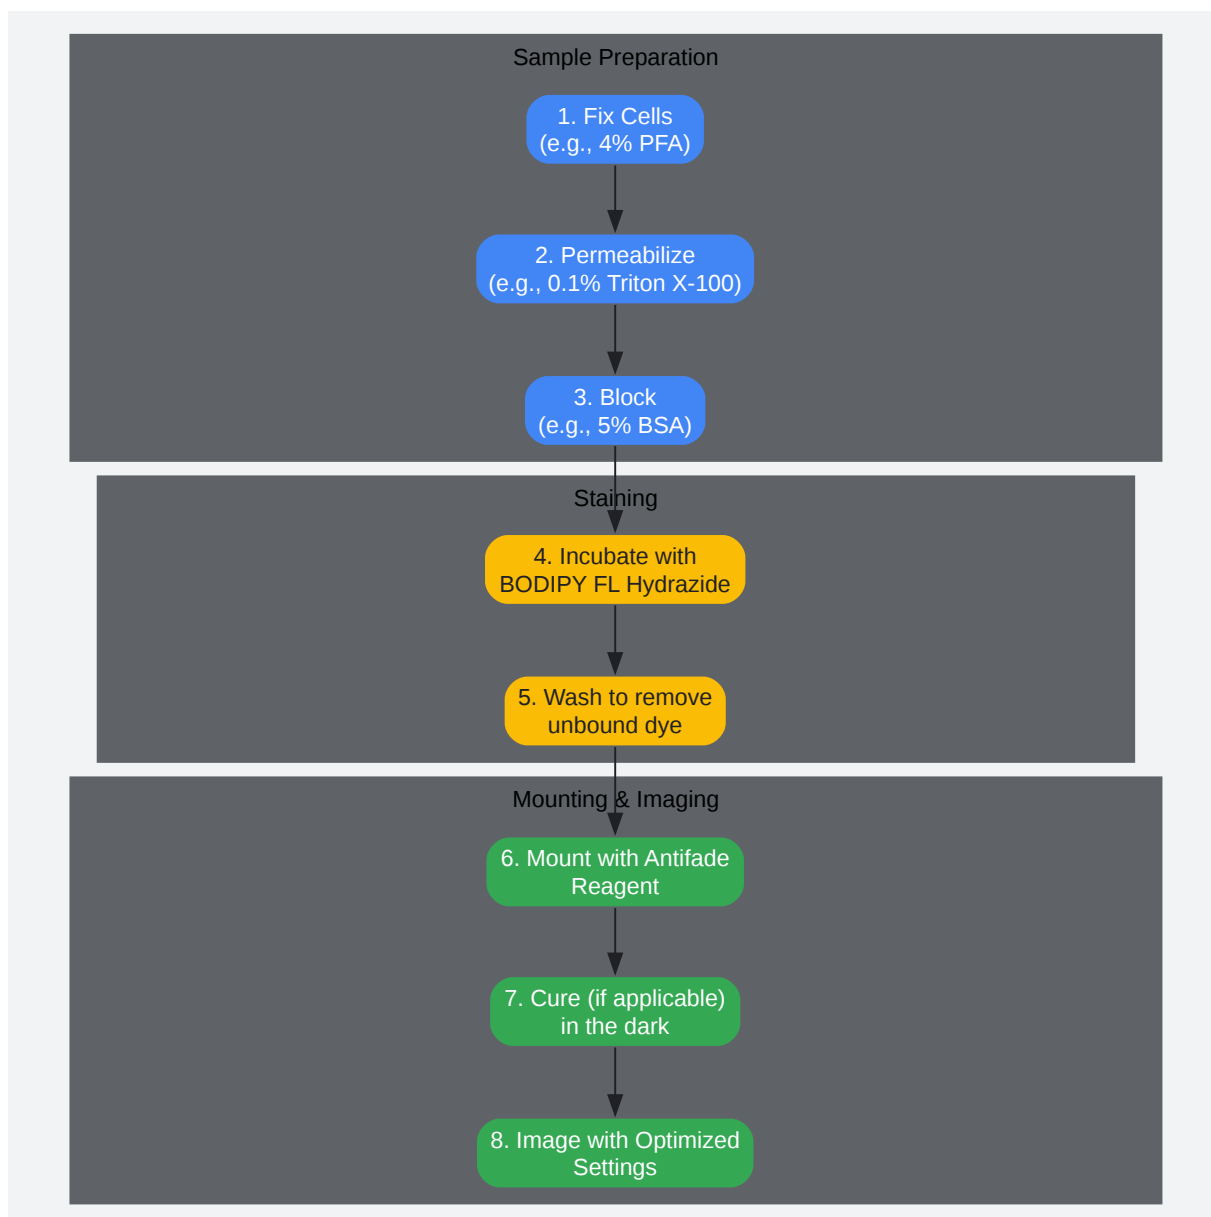 Sample Preparation
1. Fix Cells
(e.g., 4% PFA)
2. Permeabilize
(e.g., 0.1% Triton X-100)
3. Block
(e.g., 5% BSA)
Staining
4. Incubate with
BODIPY FL Hydrazide
5. Wash to remove
unbound dye
Mounting & Imaging
6. Mount with Antifade
Reagent
7. Cure (if applicable)
in the dark
8. Image with Optimized
Settings